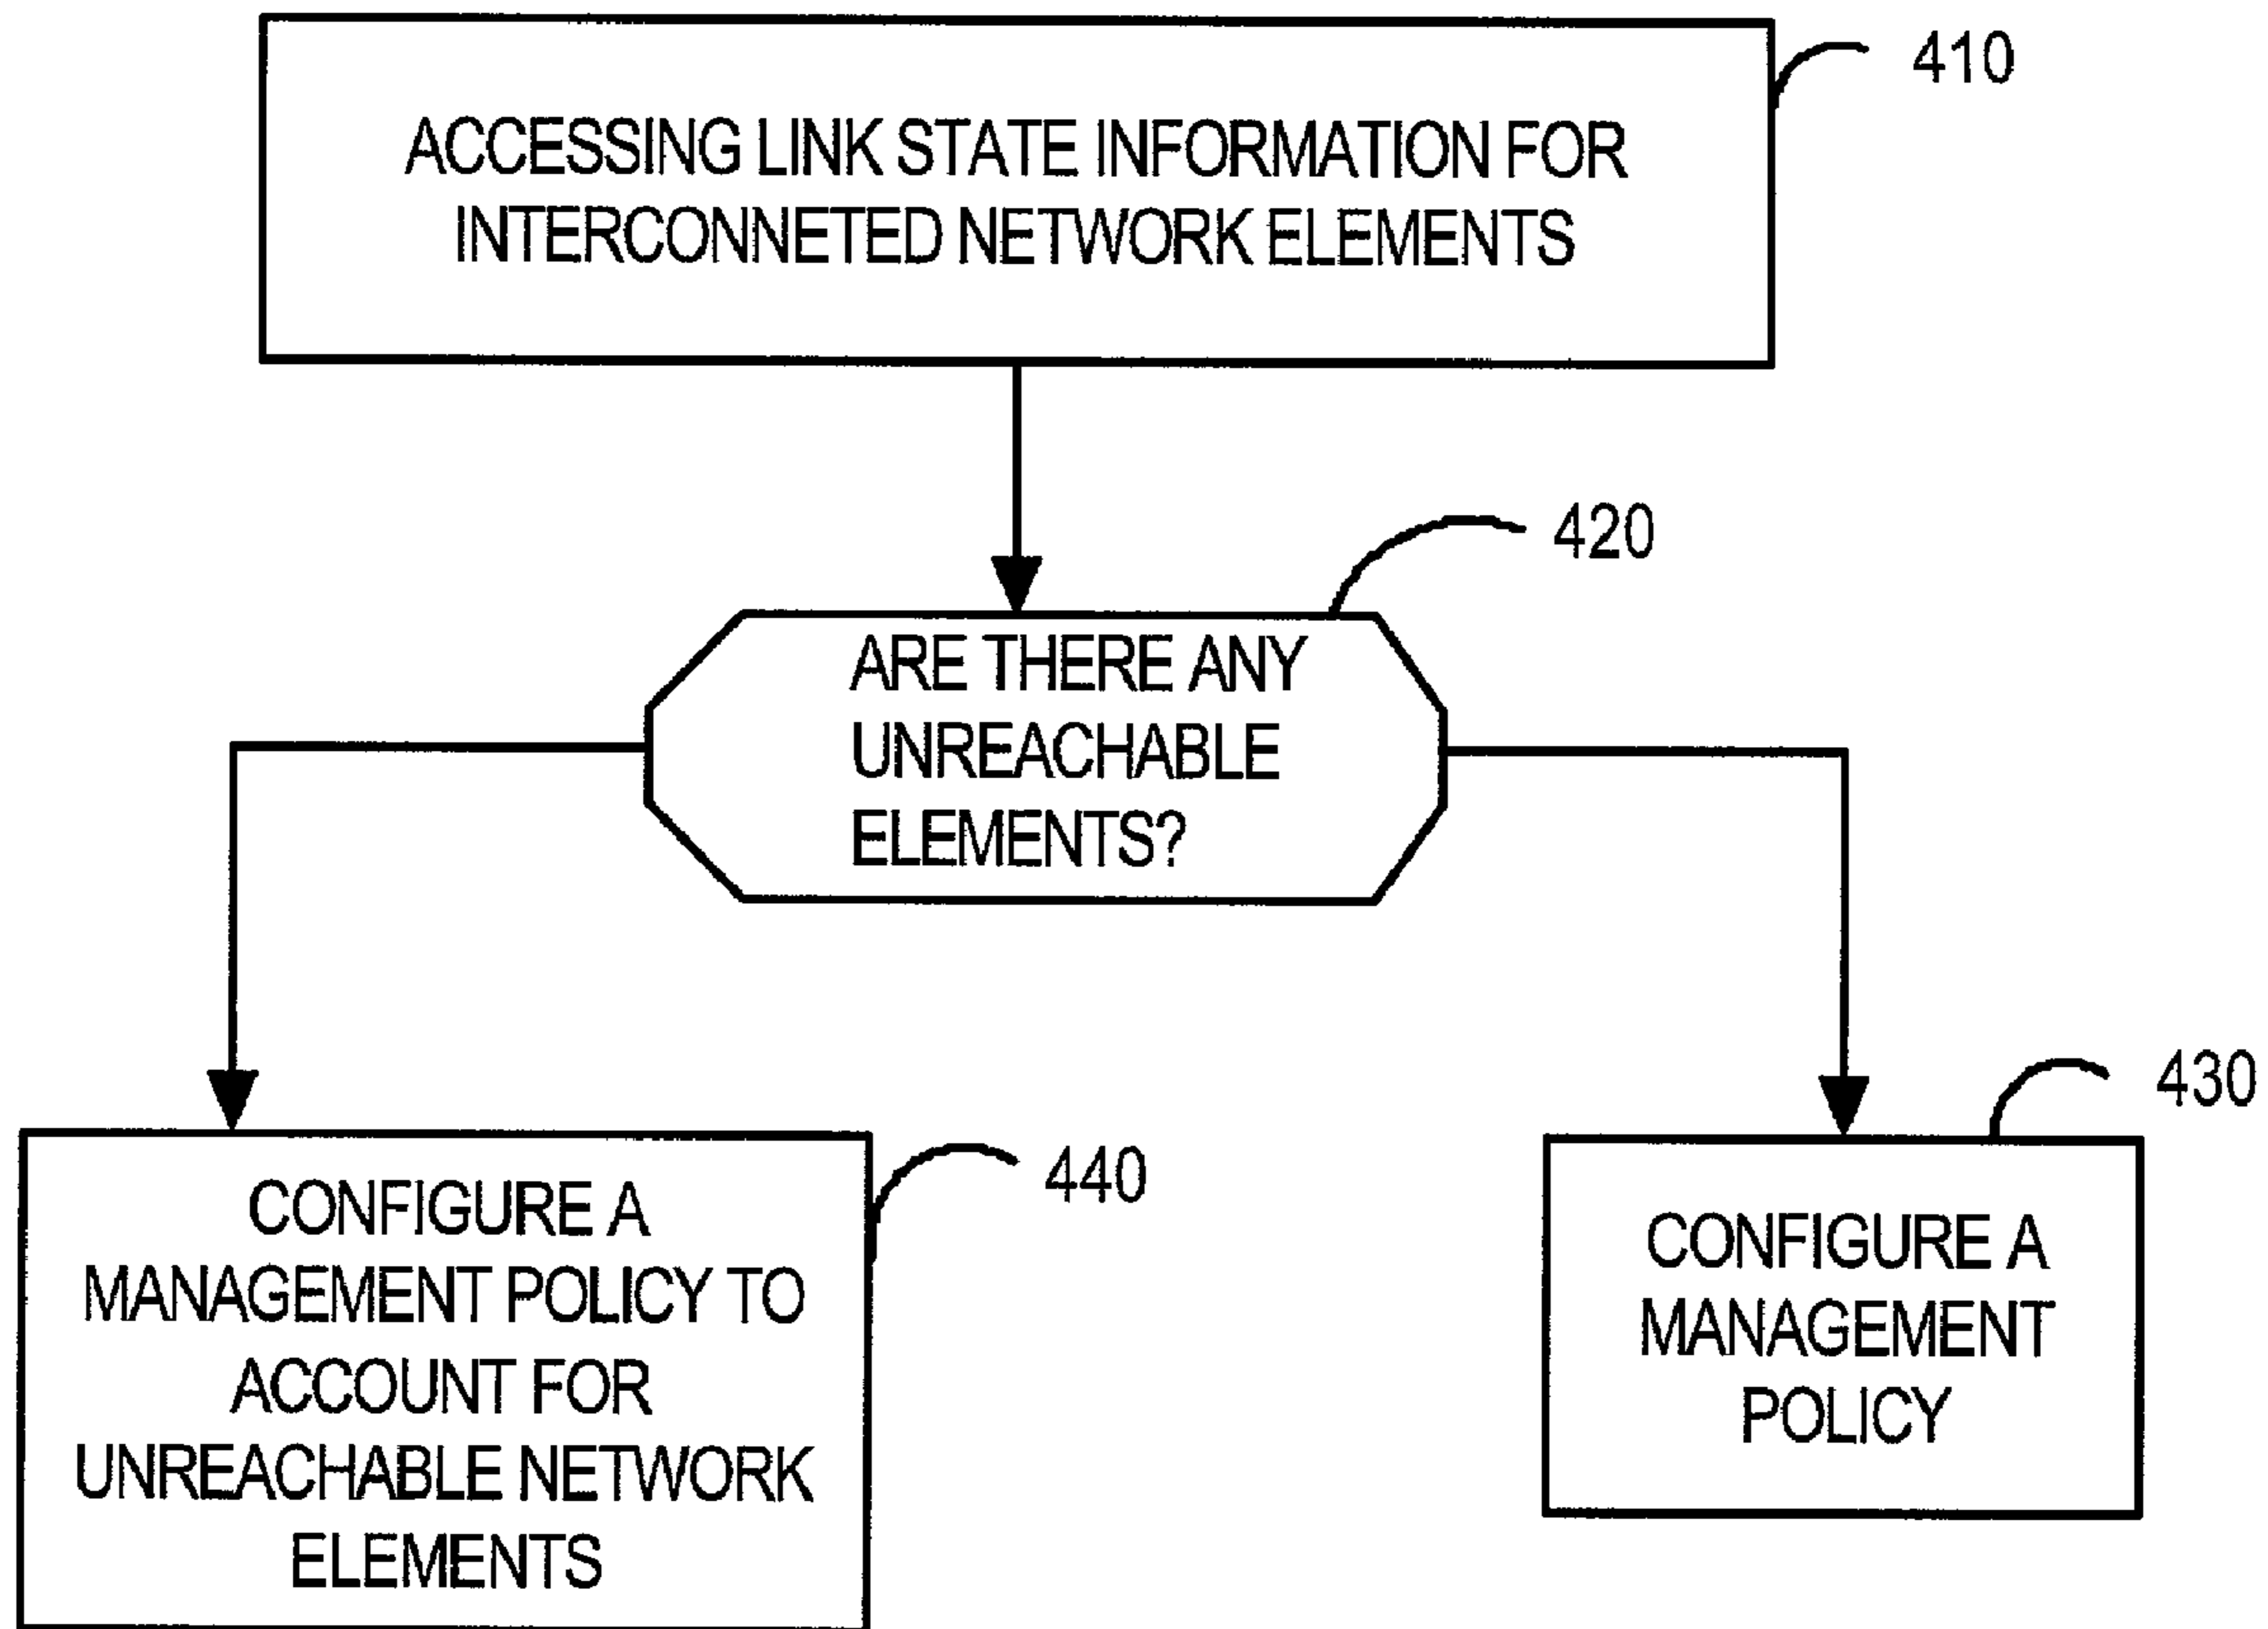 410
ACCESSING LINK STATE INFORMATION FOR
INTERCONNETED NETWORK ELEMENTS
420
ARE THERE ANY
UNREACHABLE
ELEMENTS?
440
CONFIGURE A
MANAGEMENT POLICY TO
ACCOUNT FOR
UNREACHABLE NETWORK
ELEMENTS
430
CONFIGURE A
MANAGEMENT
POLICY